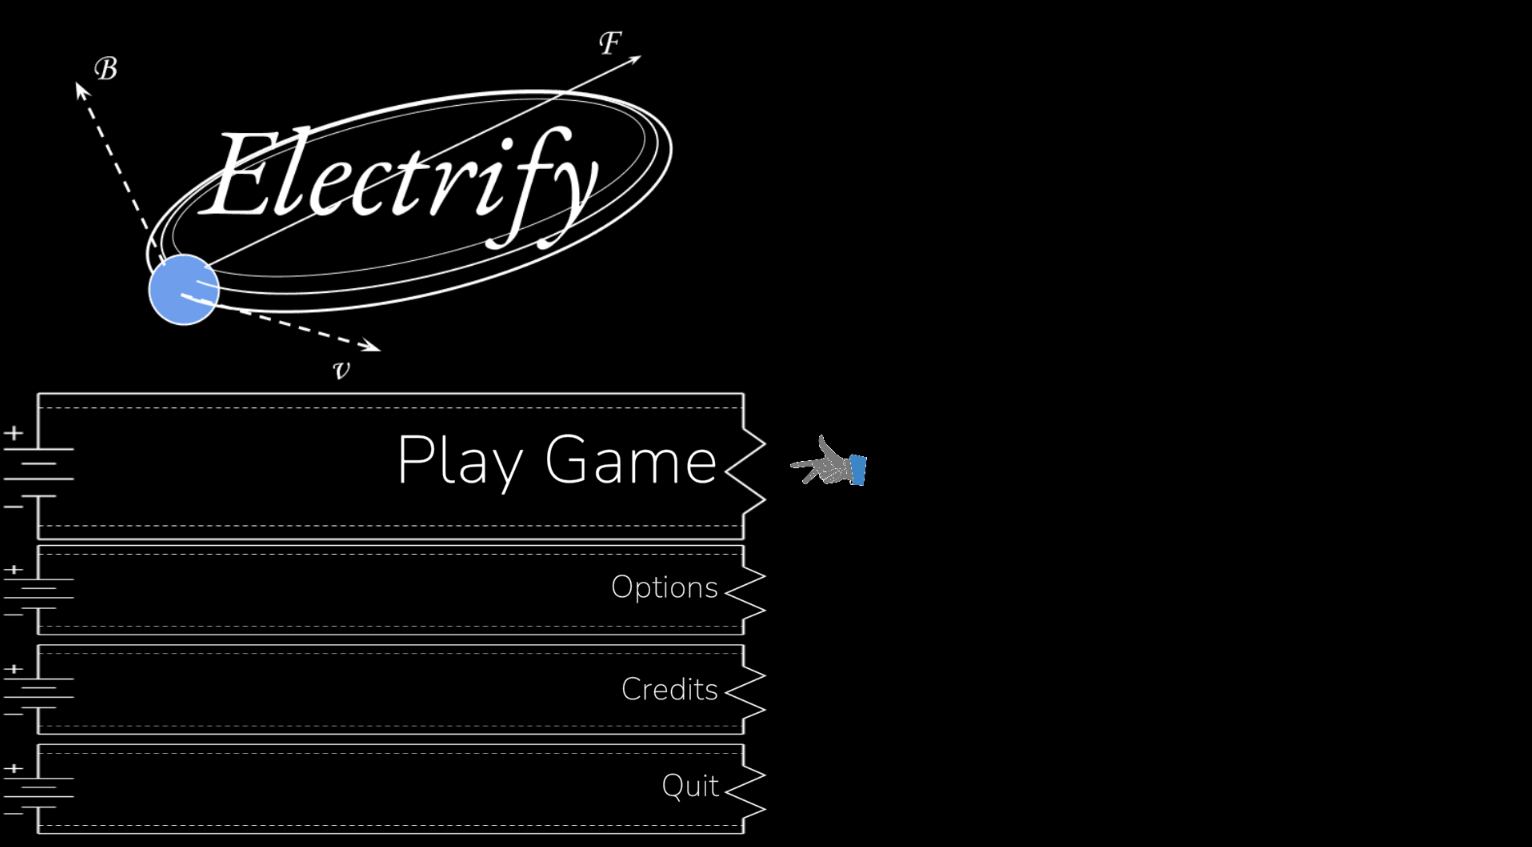 B
F
Electrify
v
+
Play Game
−
+
Options
−
+
Credits
−
+
Quit
−